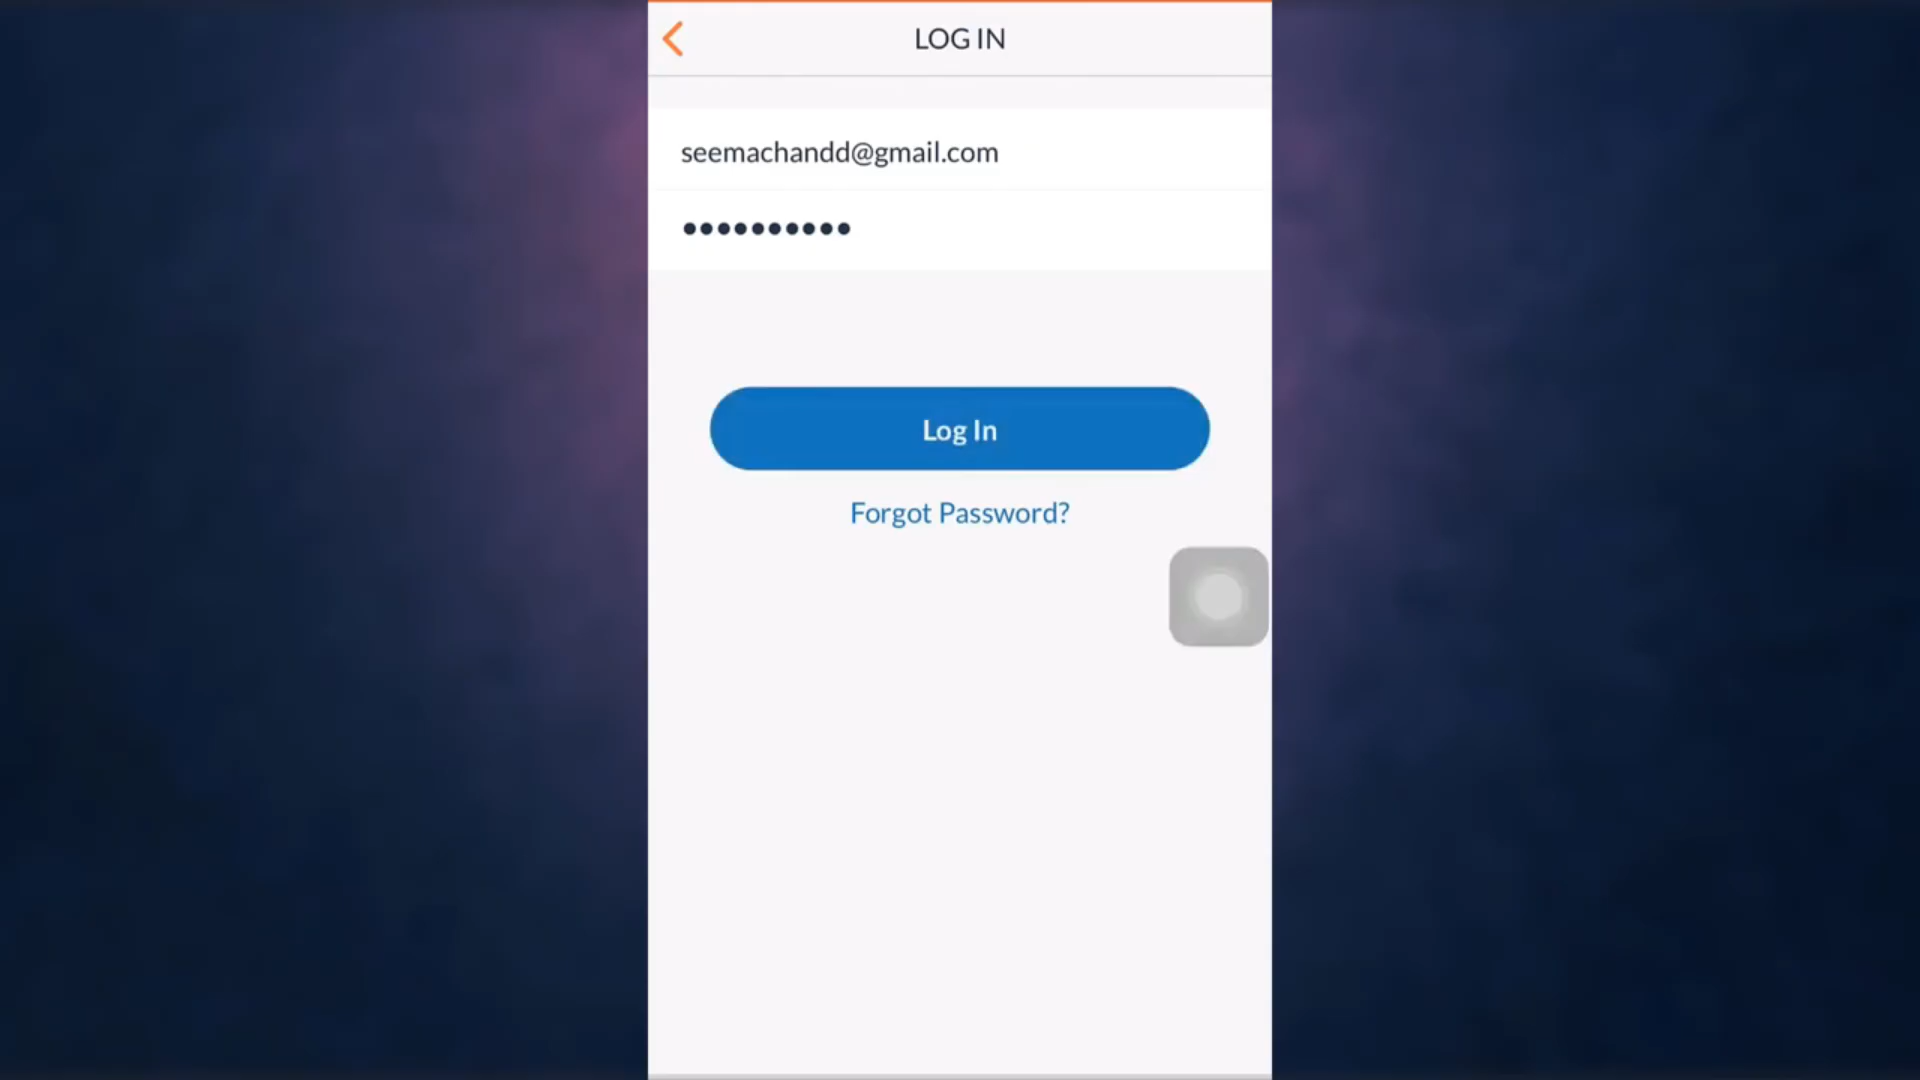 LOG IN
seemachandd@gmail.com
••••••••••
Log In
Forgot Password?